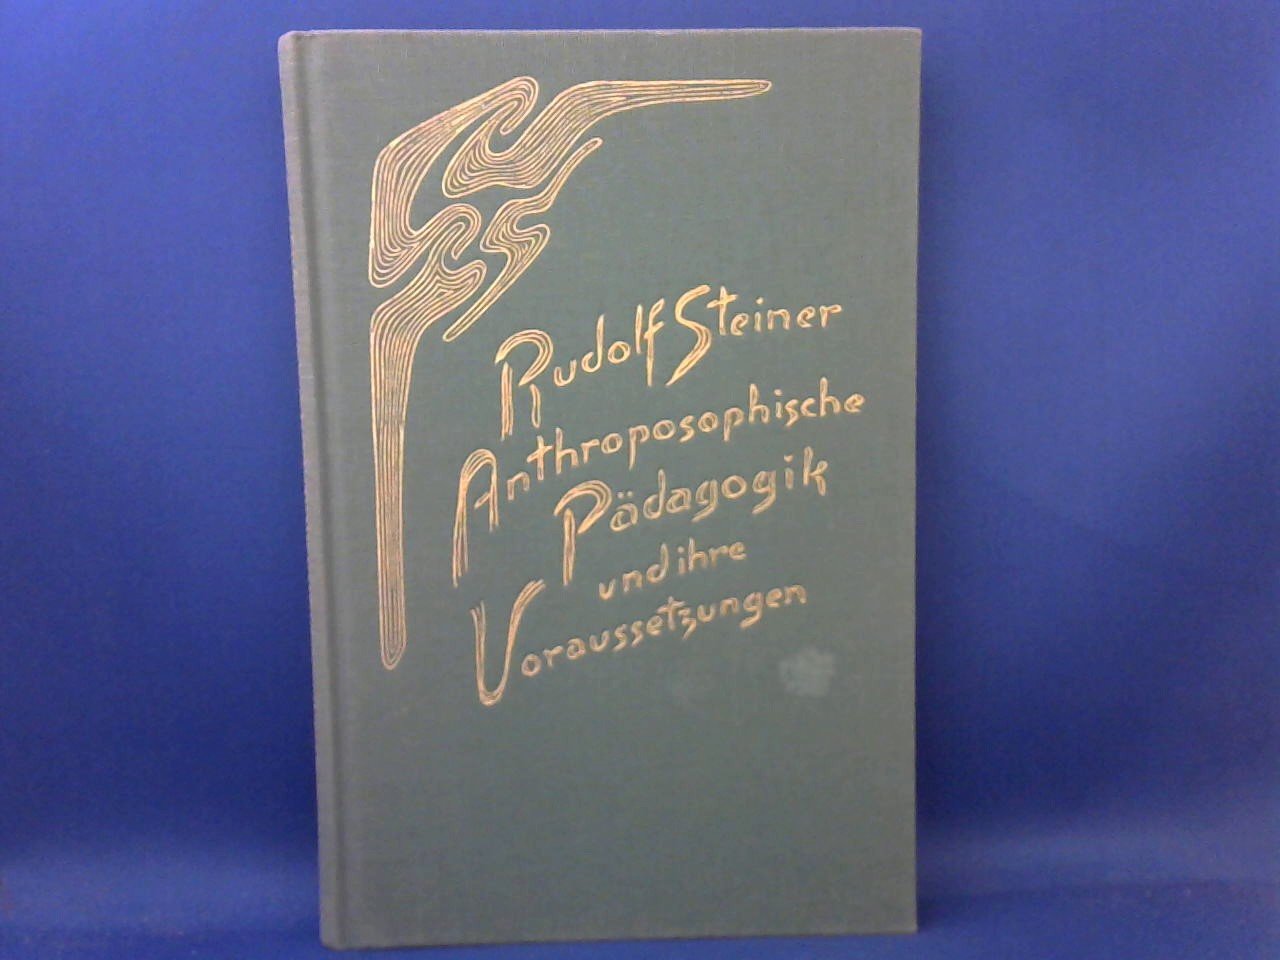 Rudolf Steiner
Anthroposophische
Pädagogik
und ihre
Voraussetzungen